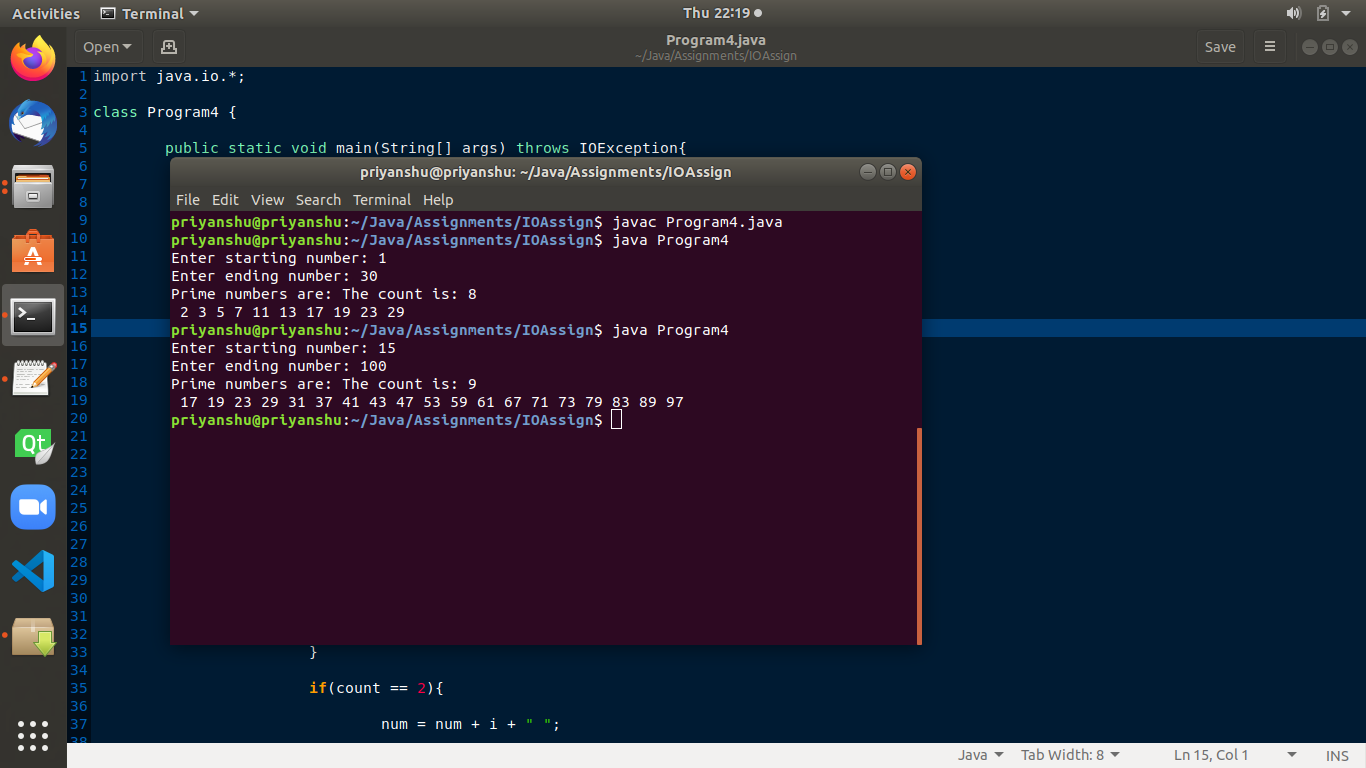 Activities Terminal Thu 22:19
Open Program4.java Save
~/Java/Assignments/IOAssign
1 import java.io.*;
2
3 class Program4 {
4
5 public static void main(String[] args) throws IOException{
6
7
8
9
10
11
12
13
14
15
16
17
18
19
20
21
22
23
24
25
26
27
28
29
30
31
32
33 }
34
35 if(count == 2){
36
37 num = num + i + " ";
38
priyanshu@priyanshu: ~/Java/Assignments/IOAssign
File Edit View Search Terminal Help
priyanshu@priyanshu:~/Java/Assignments/IOAssign$ javac Program4.java
priyanshu@priyanshu:~/Java/Assignments/IOAssign$ java Program4
Enter starting number: 1
Enter ending number: 30
Prime numbers are: The count is: 8
2 3 5 7 11 13 17 19 23 29
priyanshu@priyanshu:~/Java/Assignments/IOAssign$ java Program4
Enter starting number: 15
Enter ending number: 100
Prime numbers are: The count is: 9
17 19 23 29 31 37 41 43 47 53 59 61 67 71 73 79 83 89 97
priyanshu@priyanshu:~/Java/Assignments/IOAssign$
A
Qt
Java Tab Width: 8 Ln 15, Col 1 INS